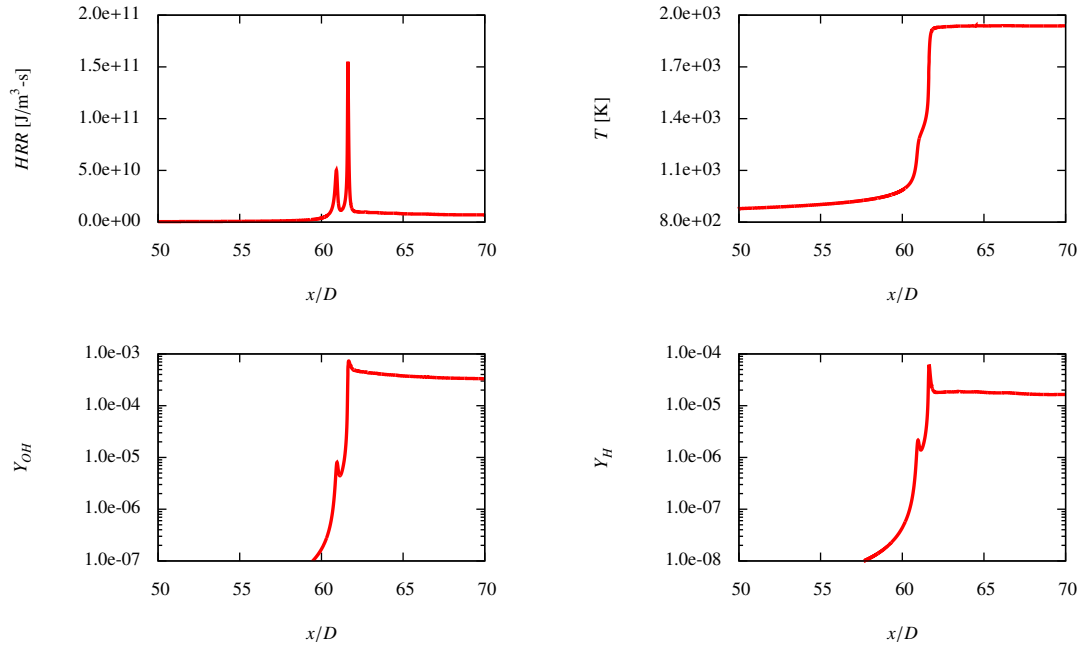 2.0e+11
1.5e+11
1.0e+11
5.0e+10
0.0e+00
HRR [J/m³-s]
50 55 60 65 70
x/D
2.0e+03
1.7e+03
1.4e+03
1.1e+03
8.0e+02
T [K]
50 55 60 65 70
x/D
1.0e-03
1.0e-04
1.0e-05
1.0e-06
1.0e-07
Y_OH
50 55 60 65 70
x/D
1.0e-04
1.0e-05
1.0e-06
1.0e-07
1.0e-08
Y_H
50 55 60 65 70
x/D